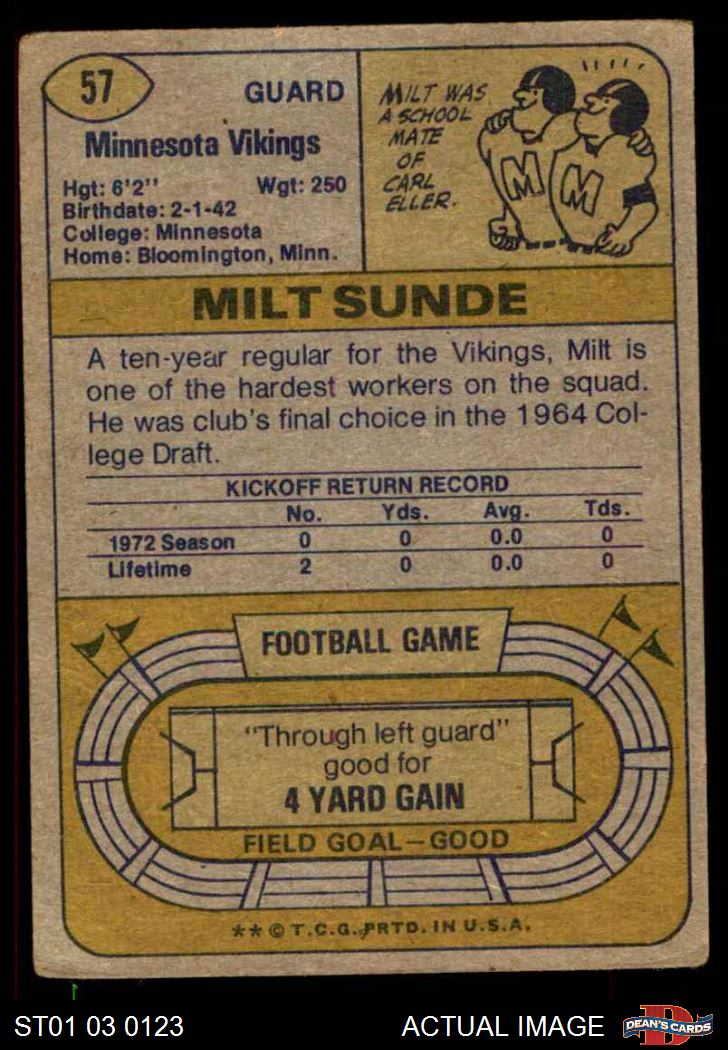 57
GUARD
Minnesota Vikings
Hgt: 6'2" Wgt: 250
Birthdate: 2-1-42
College: Minnesota
Home: Bloomington, Minn.
MILT WAS
A SCHOOL
MATE
OF
CARL
ELLER.
M M
MILT SUNDE
A ten-year regular for the Vikings, Milt is
one of the hardest workers on the squad.
He was club's final choice in the 1964 Col-
lege Draft.
KICKOFF RETURN RECORD
No. Yds. Avg. Tds.
1972 Season 0 0 0.0 0
Lifetime 2 0 0.0 0
FOOTBALL GAME
"Through left guard"
good for
4 YARD GAIN
FIELD GOAL—GOOD
** © T.C.G. PRTD. IN U.S.A.
ST01 03 0123
ACTUAL IMAGE
D
DEAN'S CARDS